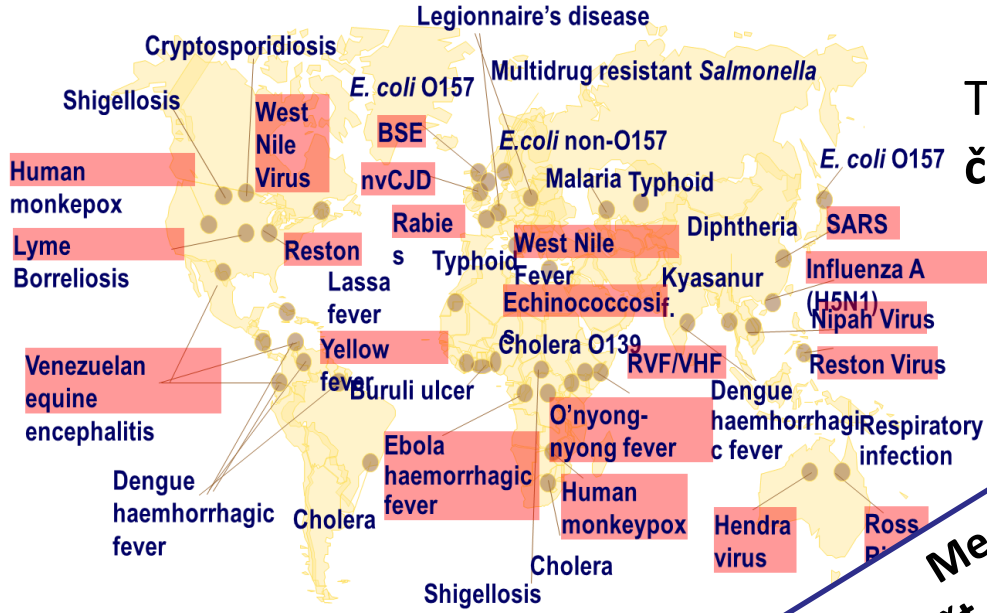 Legionnaire's disease
Cryptosporidiosis
Multidrug resistant Salmonella
Shigellosis
E. coli O157
West
Nile
Virus
BSE
E.coli non-O157
T
č
E. coli O157
Human
monkepox
nvCJD
Malaria
Typhoid
Rabie
s
Diphtheria
SARS
Lyme
Borreliosis
Reston
West Nile
Fever
Typhoid
Lassa
fever
Kyasanur
f.
Influenza A
(H5N1)
Echinococcosi
s
Nipah Virus
Yellow
fever
Cholera O139
RVF/VHF
Reston Virus
Venezuelan
equine
encephalitis
Buruli ulcer
Dengue
haemorrhagi
c fever
O'nyong-
nyong fever
Respiratory
infection
Ebola
haemorrhagic
fever
Dengue
haemhorrhagic
fever
Cholera
Human
monkeypox
Hendra
virus
Ross
Cholera
Shigellosis
Me